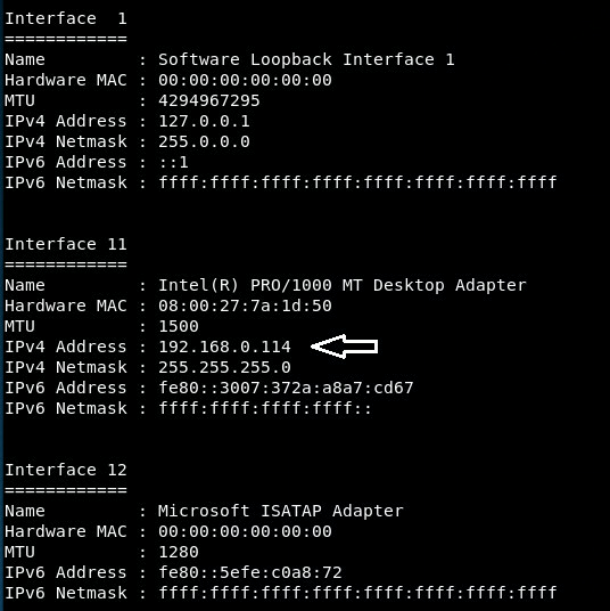 Interface  1
============
Name         : Software Loopback Interface 1
Hardware MAC : 00:00:00:00:00:00
MTU          : 4294967295
IPv4 Address : 127.0.0.1
IPv4 Netmask : 255.0.0.0
IPv6 Address : ::1
IPv6 Netmask : ffff:ffff:ffff:ffff:ffff:ffff:ffff:ffff
Interface 11
============
Name         : Intel(R) PRO/1000 MT Desktop Adapter
Hardware MAC : 08:00:27:7a:1d:50
MTU          : 1500
IPv4 Address : 192.168.0.114
IPv4 Netmask : 255.255.255.0
IPv6 Address : fe80::3007:372a:a8a7:cd67
IPv6 Netmask : ffff:ffff:ffff:ffff::
Interface 12
============
Name         : Microsoft ISATAP Adapter
Hardware MAC : 00:00:00:00:00:00
MTU          : 1280
IPv6 Address : fe80::5efe:c0a8:72
IPv6 Netmask : ffff:ffff:ffff:ffff:ffff:ffff:ffff:ffff